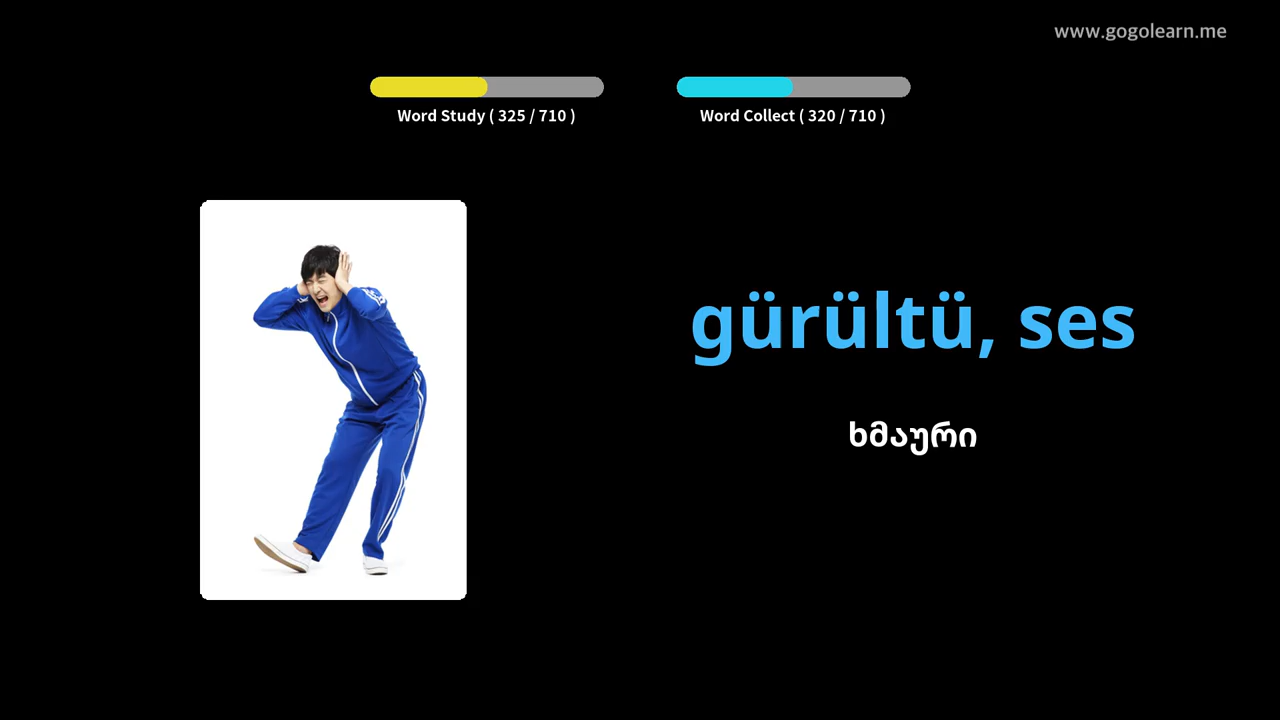 www.gogolearn.me
Word Study ( 325 / 710 )
Word Collect ( 320 / 710 )
gürültü, ses
ხმაური